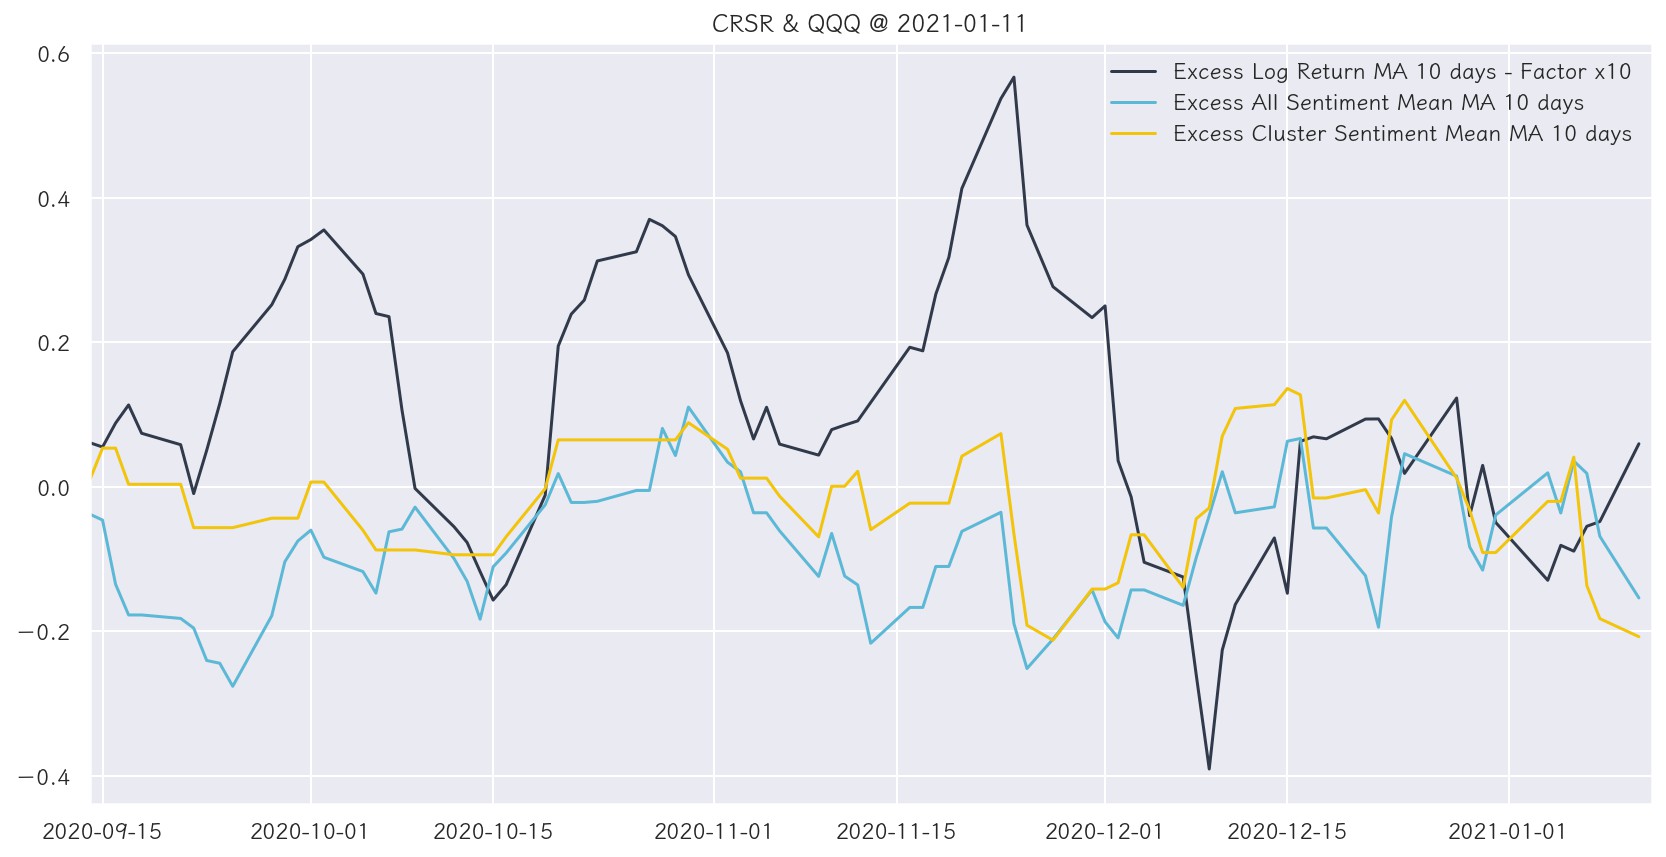 CRSR & QQQ @ 2021-01-11
Excess Log Return MA 10 days - Factor x10
Excess All Sentiment Mean MA 10 days
Excess Cluster Sentiment Mean MA 10 days
0.6
0.4
0.2
0.0
−0.2
−0.4
2020-09-15 2020-10-01 2020-10-15 2020-11-01 2020-11-15 2020-12-01 2020-12-15 2021-01-01